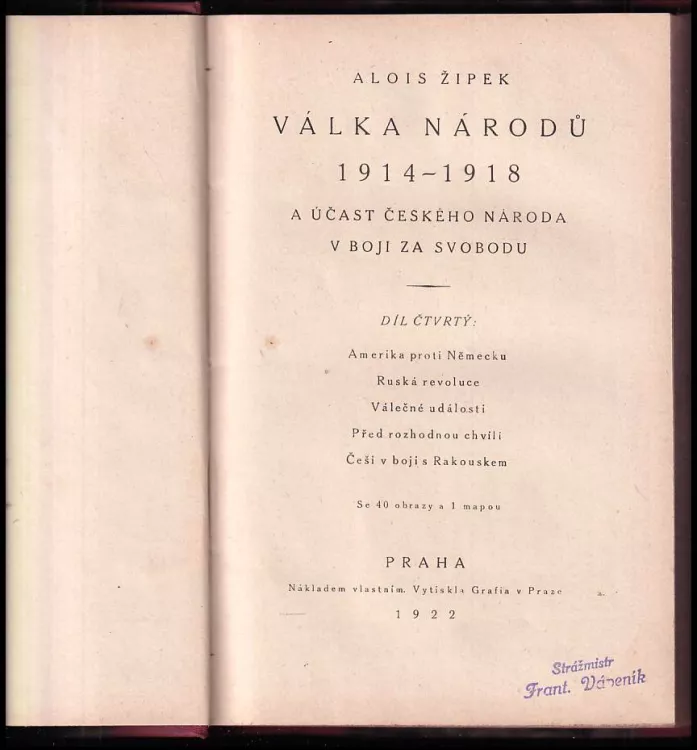 ALOIS ŽIPEK
VÁLKA NÁRODŮ
1914–1918
A ÚČAST ČESKÉHO NÁRODA
V BOJI ZA SVOBODU
DÍL ČTVRTÝ:
Amerika proti Německu
Ruská revoluce
Válečné události
Před rozhodnou chvílí
Češi v boji s Rakouskem
Se 40 obrazy a 1 mapou
PRAHA
Nákladem vlastním. Vytiskla Grafia v Praze
1922
Strážmistr
Frant. Vápeník